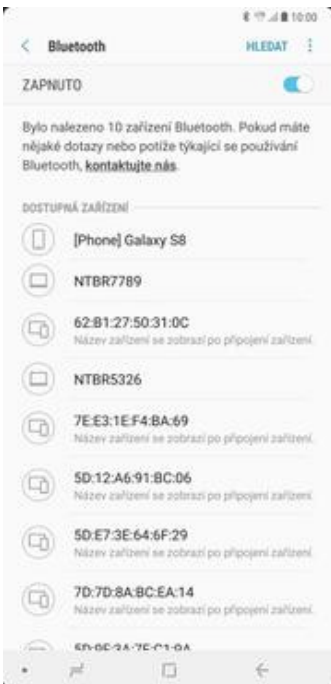 10:00
Bluetooth
HLEDAT
ZAPNUTO
Bylo nalezeno 10 zařízení Bluetooth. Pokud máte
nějaké dotazy nebo potíže týkající se používání
Bluetooth, kontaktujte nás.
DOSTUPNÁ ZAŘÍZENÍ
[Phone] Galaxy S8
NTBR7789
62:B1:27:50:31:0C
Název zařízení se zobrazí po připojení zařízení.
NTBR5326
7E:E3:1E:F4:BA:69
Název zařízení se zobrazí po připojení zařízení.
5D:12:A6:91:BC:06
Název zařízení se zobrazí po připojení zařízení.
5D:E7:3E:64:6F:29
Název zařízení se zobrazí po připojení zařízení.
7D:7D:8A:BC:EA:14
Název zařízení se zobrazí po připojení zařízení.